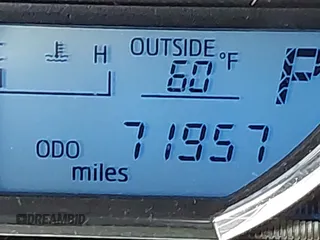 OUTSIDE
H
60 °F
P
ODO 71957
miles
DREAMBID